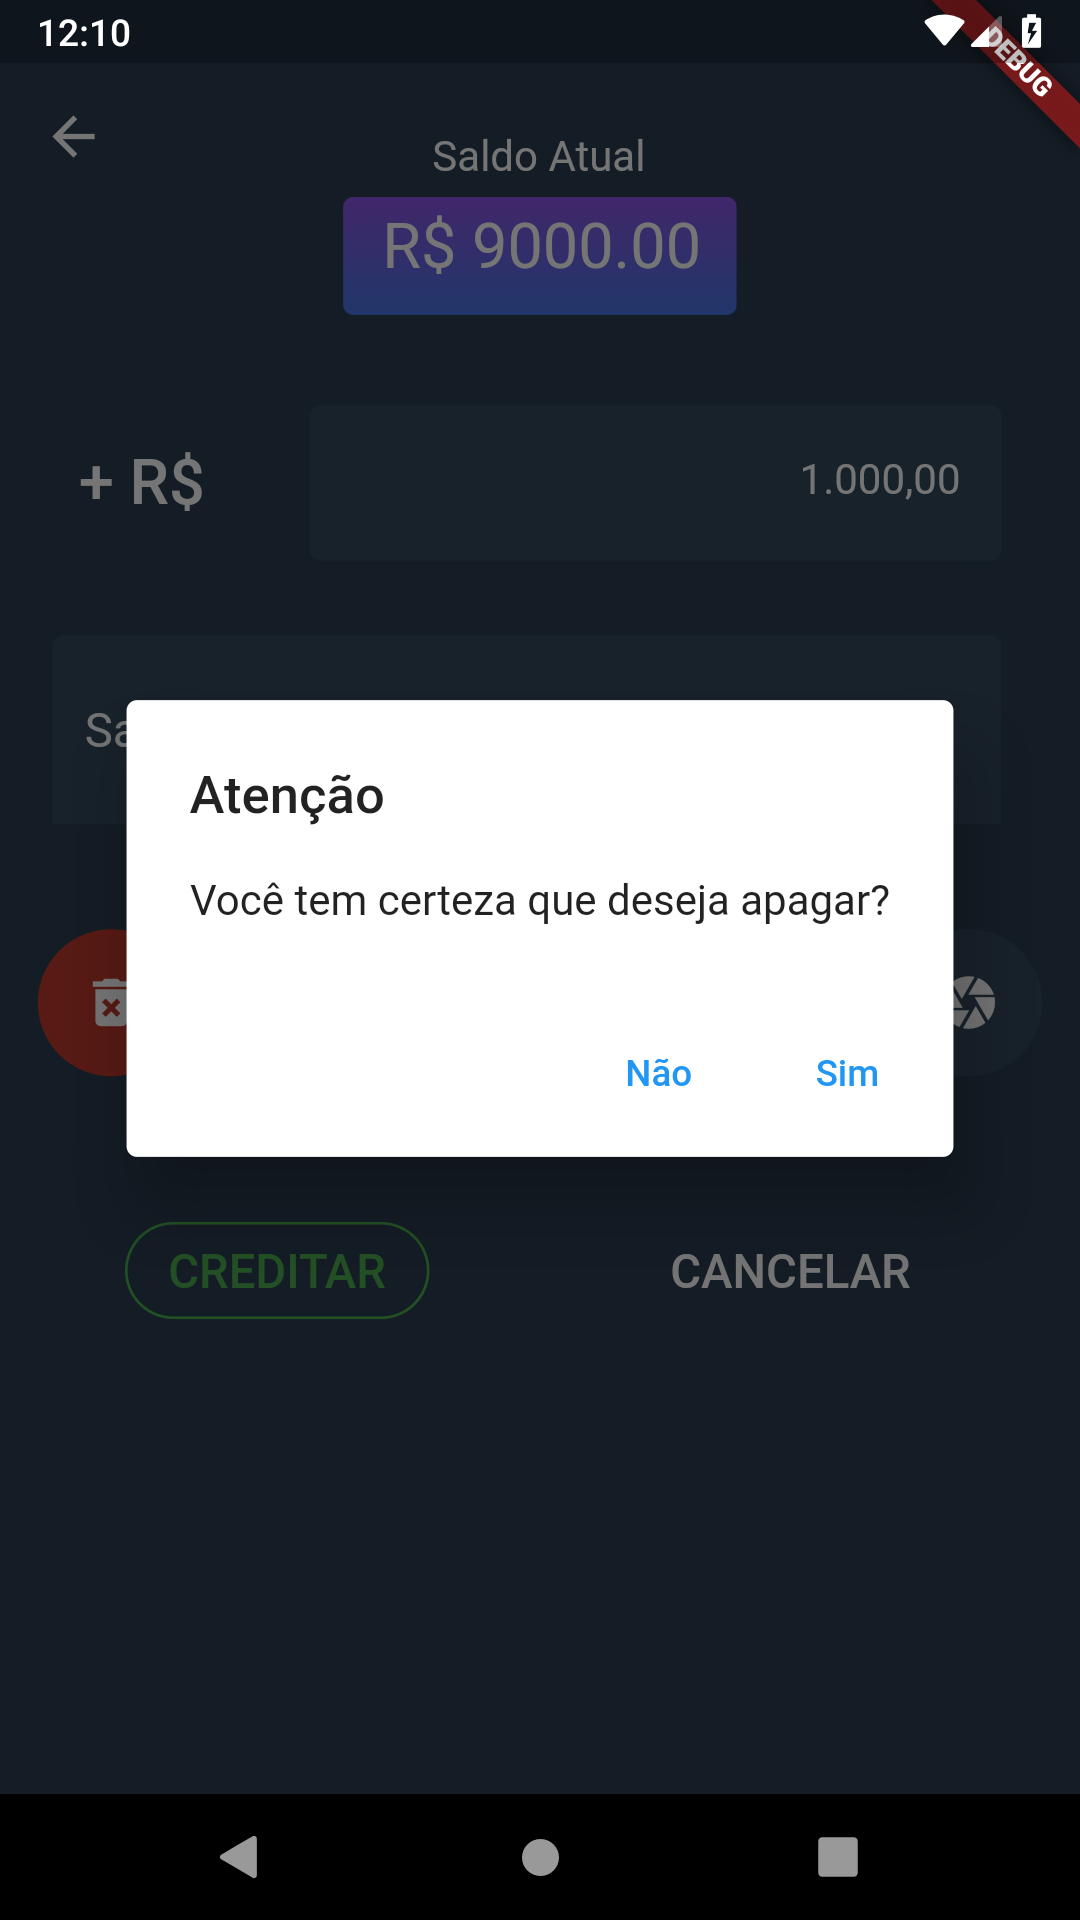 12:10
DEBUG
Saldo Atual
R$ 9000.00
+ R$
1.000,00
Atenção
Você tem certeza que deseja apagar?
Não
Sim
CREDITAR
CANCELAR